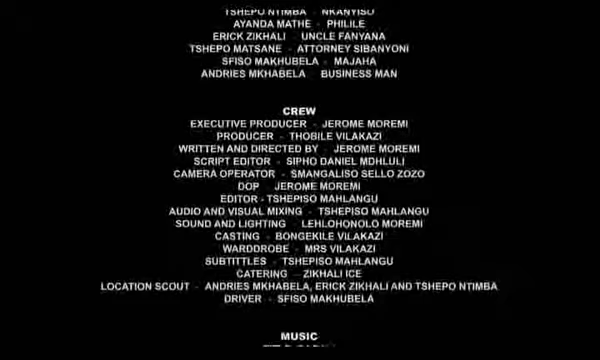 TSHEPO NTIMBA - NKANYISO
AYANDA MATHE - PHILILE
ERICK ZIKHALI - UNCLE FANYANA
TSHEPO MATSANE - ATTORNEY SIBANYONI
SFISO MAKHUBELA - MAJAHA
ANDRIES MKHABELA BUSINESS MAN
CREW
EXECUTIVE PRODUCER - JEROME MOREMI
PRODUCER - THOBILE VILAKAZI
WRITTEN AND DIRECTED BY - JEROME MOREMI
SCRIPT EDITOR - SIPHO DANIEL MDHLULI
CAMERA OPERATOR - SMANGALISO SELLO ZOZO
DOP JEROME MOREMI
EDITOR - TSHEPISO MAHLANGU
AUDIO AND VISUAL MIXING - TSHEPISO MAHLANGU
SOUND AND LIGHTING - LEHLOHONOLO MOREMI
CASTING - BONGEKILE VILAKAZI
WARDDROBE - MRS VILAKAZI
SUBTITTLES - TSHEPISO MAHLANGU
CATERING - ZIKHALI ICE
LOCATION SCOUT - ANDRIES MKHABELA, ERICK ZIKHALI AND TSHEPO NTIMBA
DRIVER - SFISO MAKHUBELA
MUSIC